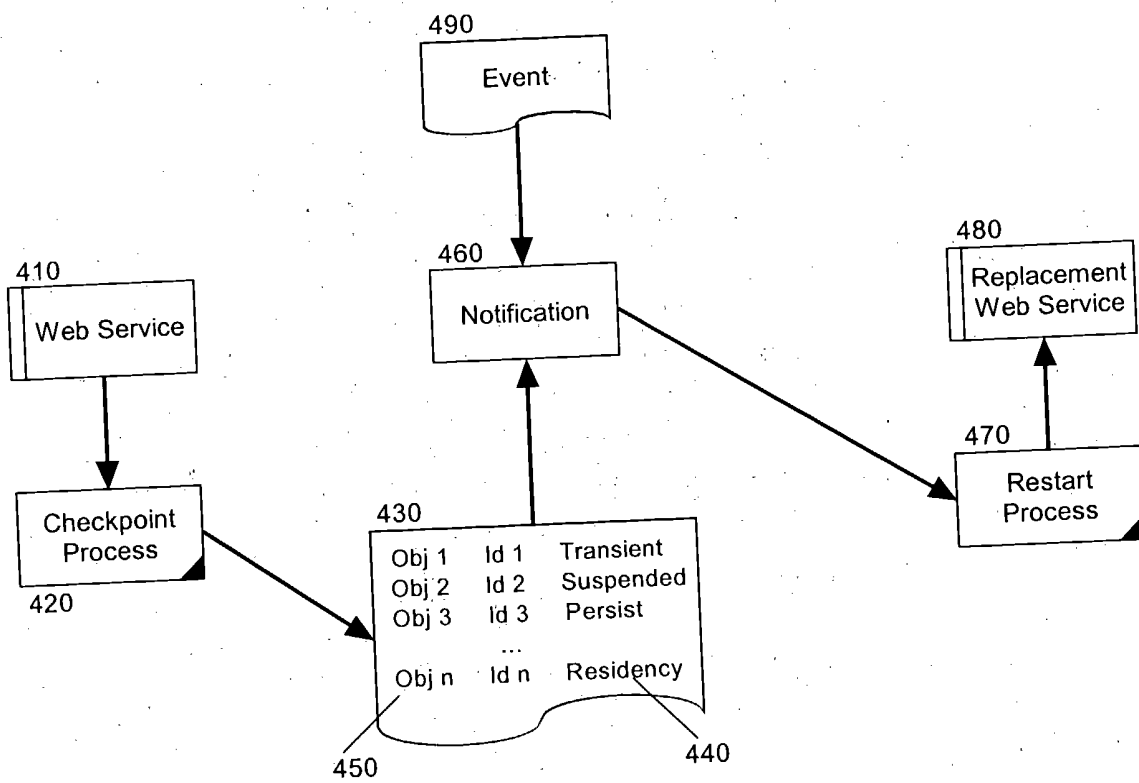 490
Event
460
Notification
480
Replacement
Web Service
410
Web Service
470
Restart
Process
Checkpoint
Process
420
430
Obj 1 Id 1 Transient
Obj 2 Id 2 Suspended
Obj 3 Id 3 Persist
...
Obj n Id n Residency
450
440